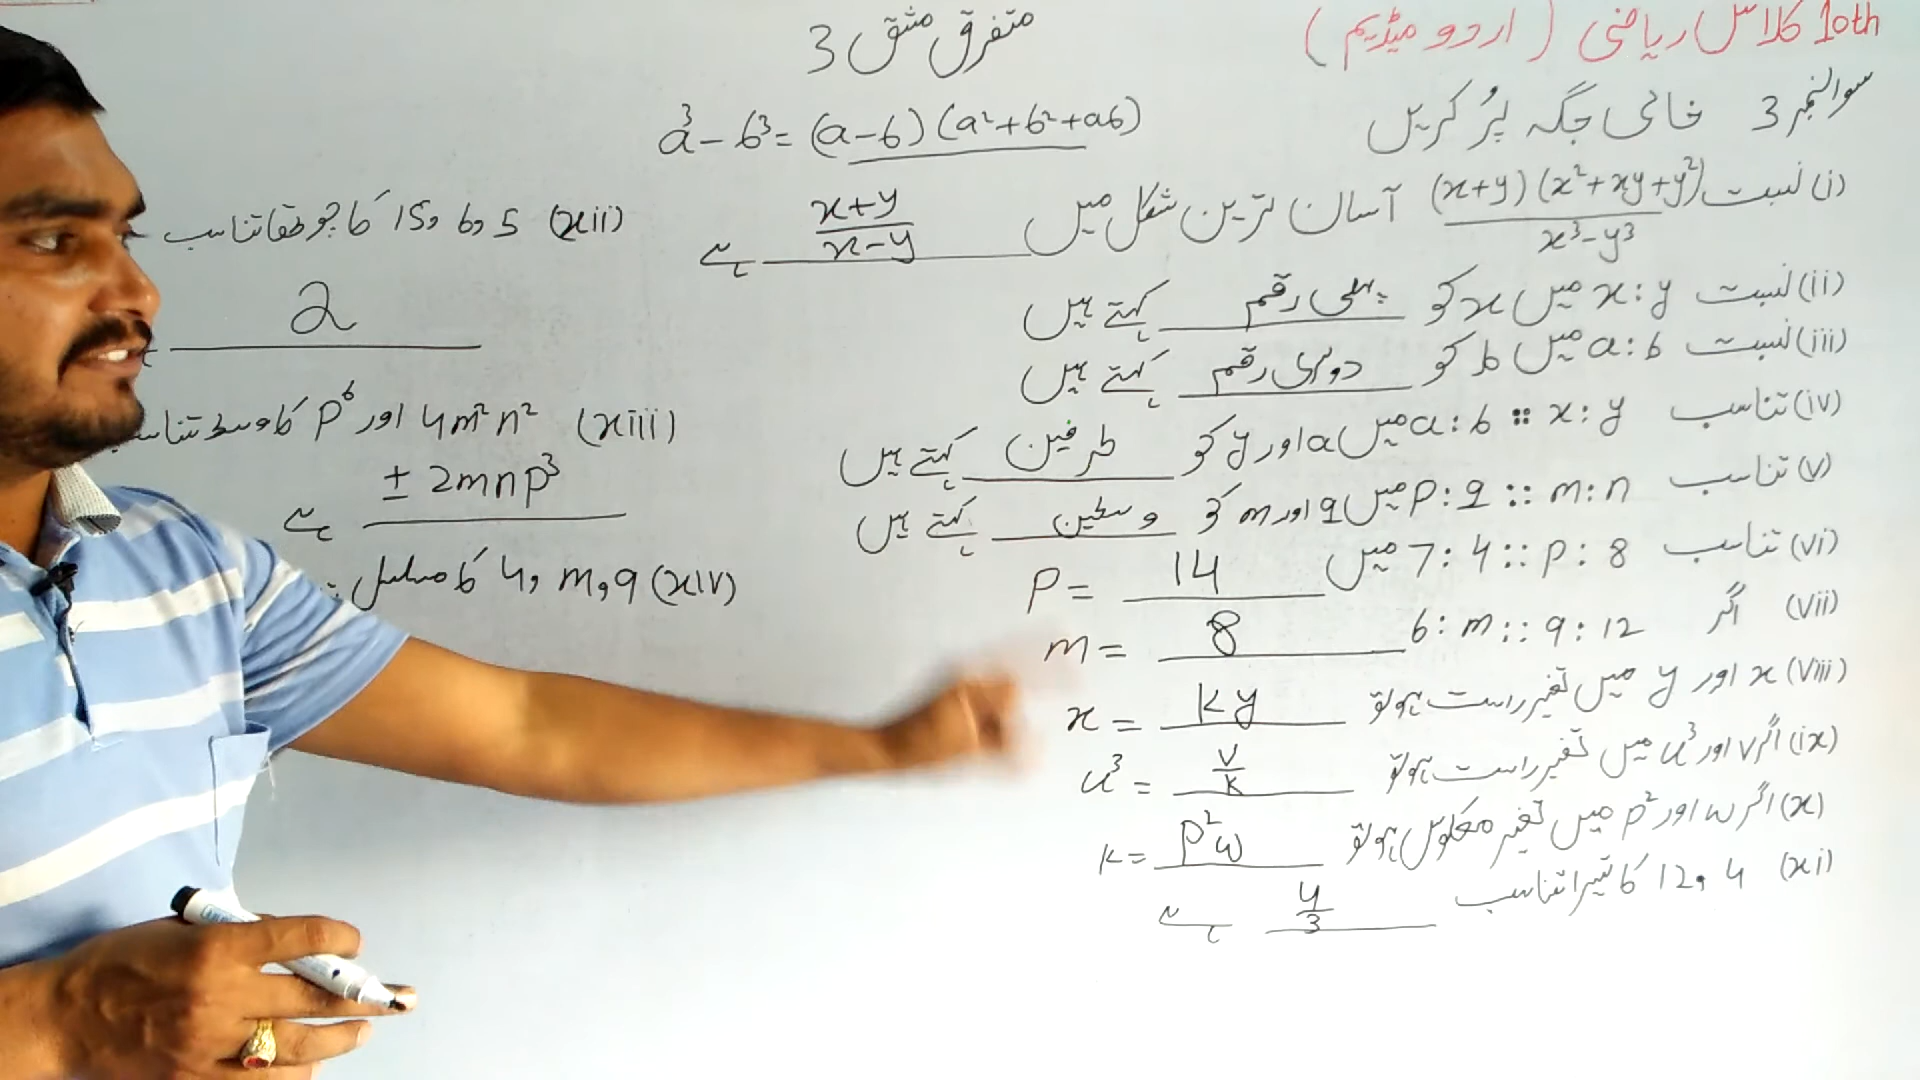 10th کلاس ریاضی (اردو میڈیم)
متفرق مشق 3
سوال نمبر 3 خالی جگہ پُر کریں
a³ - b³ = (a-b) (a²+b²+ab)
(i) نسبت (x+y)(x²+xy+y²) / x³-y³ آسان ترین شکل میں x+y / x-y ہے
(ii) نسبت x:y میں x کو پہلی رقم کہتے ہیں
(iii) نسبت a:b میں b کو دوسری رقم کہتے ہیں
(iv) تناسب a:b :: x:y میں a اور y کو طرفین کہتے ہیں
(v) تناسب p:q :: m:n میں q اور m کو وسطین کہتے ہیں
(vi) تناسب 7:4 :: p:8 میں p = 14
(vii) اگر 6:m :: 9:12 m = 8
(viii) x اور y میں تغیر راست ہو تو x = ky
(ix) اگر v اور u³ میں تغیر راست ہو تو u³ = v/k
(x) اگر w اور p² میں تغیر معکوس ہو تو k = p²w
(xi) 4 ,12 کا تیسرا تناسب 4/3 ہے
(xii) 5 ,6 ,15 کا چوتھا تناسب
2
(xiii) 4m²n² اور p⁶ کا وسط
± 2mnp³ ہے
(xiv) 4, m, 9 کا مسلسل